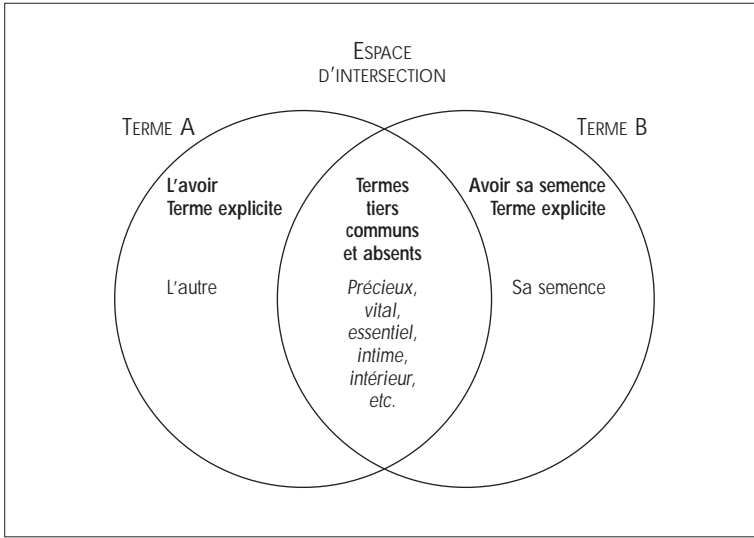 ESPACE
D'INTERSECTION
TERME A
TERME B
L'avoir
Terme explicite
L'autre
Termes
tiers
communs
et absents
Précieux,
vital,
essentiel,
intime,
intérieur,
etc.
Avoir sa semence
Terme explicite
Sa semence